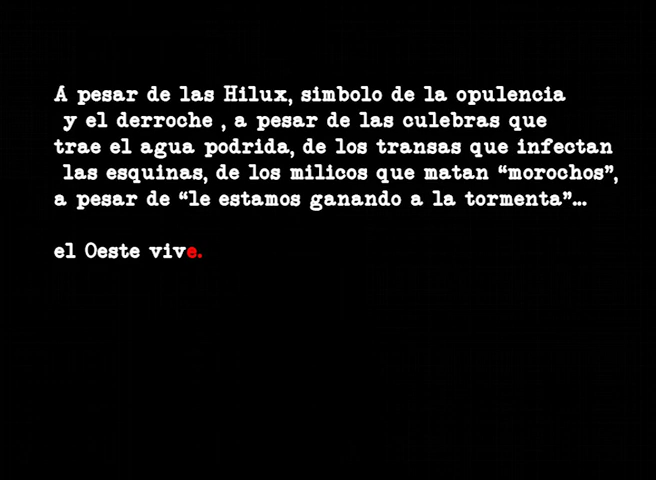 A pesar de las Hilux, simbolo de la opulencia
y el derroche , a pesar de las culebras que
trae el agua podrida, de los transas que infectan
las esquinas, de los milicos que matan “morochos”,
a pesar de “le estamos ganando a la tormenta”...
el Oeste vive.